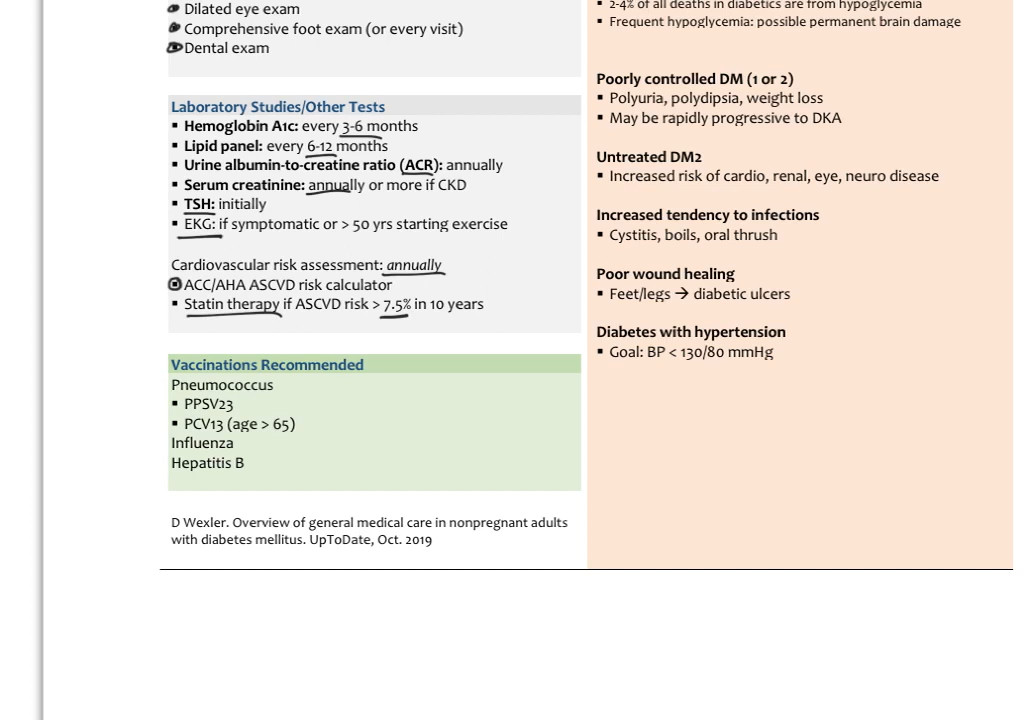 Dilated eye exam
Comprehensive foot exam (or every visit)
Dental exam
Laboratory Studies/Other Tests
▪ Hemoglobin A1c: every 3-6 months
▪ Lipid panel: every 6-12 months
▪ Urine albumin-to-creatine ratio (ACR): annually
▪ Serum creatinine: annually or more if CKD
▪ TSH: initially
▪ EKG: if symptomatic or > 50 yrs starting exercise
Cardiovascular risk assessment: annually
ACC/AHA ASCVD risk calculator
▪ Statin therapy if ASCVD risk > 7.5% in 10 years
Vaccinations Recommended
Pneumococcus
▪ PPSV23
▪ PCV13 (age > 65)
Influenza
Hepatitis B
D Wexler. Overview of general medical care in nonpregnant adults
with diabetes mellitus. UpToDate, Oct. 2019
▪ 2-4% of all deaths in diabetics are from hypoglycemia
▪ Frequent hypoglycemia: possible permanent brain damage
Poorly controlled DM (1 or 2)
▪ Polyuria, polydipsia, weight loss
▪ May be rapidly progressive to DKA
Untreated DM2
▪ Increased risk of cardio, renal, eye, neuro disease
Increased tendency to infections
▪ Cystitis, boils, oral thrush
Poor wound healing
▪ Feet/legs → diabetic ulcers
Diabetes with hypertension
▪ Goal: BP < 130/80 mmHg